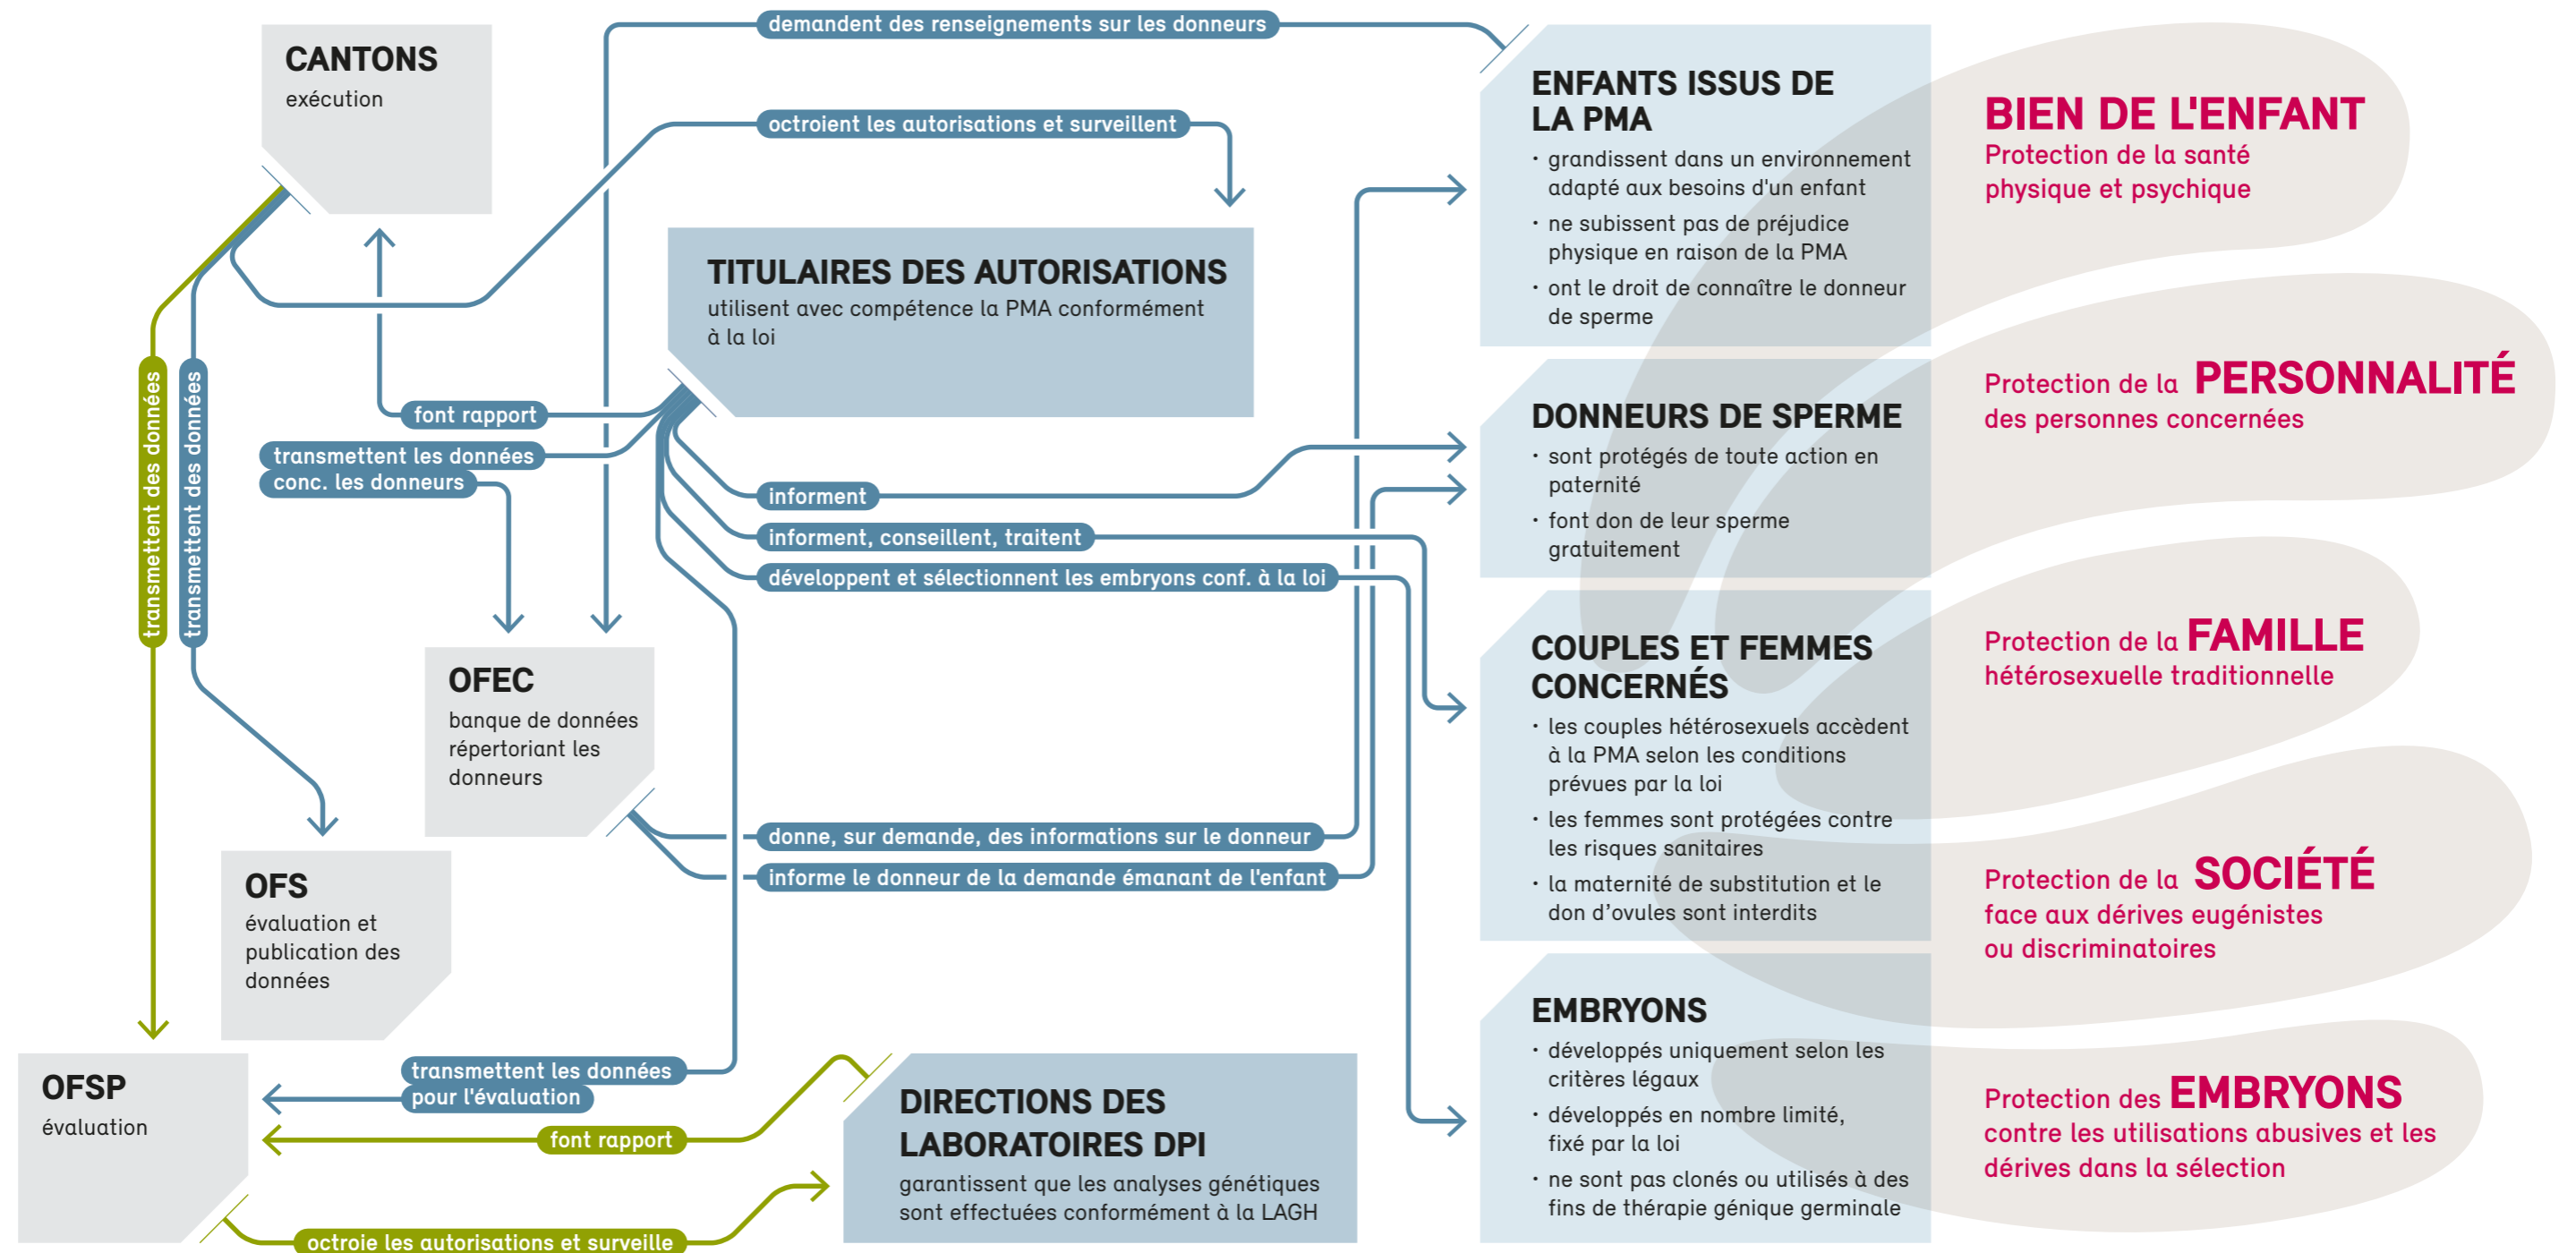 demandent des renseignements sur les donneurs
CANTONS
exécution
octroient les autorisations et surveillent
TITULAIRES DES AUTORISATIONS
utilisent avec compétence la PMA conformément
à la loi
transmettent des données
transmettent des données
font rapport
transmettent les données
conc. les donneurs
informent
informent, conseillent, traitent
développent et sélectionnent les embryons conf. à la loi
OFEC
banque de données
répertoriant les
donneurs
donne, sur demande, des informations sur le donneur
informe le donneur de la demande émanant de l'enfant
OFS
évaluation et
publication des
données
OFSP
évaluation
transmettent les données
pour l'évaluation
font rapport
octroie les autorisations et surveille
DIRECTIONS DES
LABORATOIRES DPI
garantissent que les analyses génétiques
sont effectuées conformément à la LAGH
ENFANTS ISSUS DE
LA PMA
· grandissent dans un environnement
adapté aux besoins d'un enfant
· ne subissent pas de préjudice
physique en raison de la PMA
· ont le droit de connaître le donneur
de sperme
DONNEURS DE SPERME
· sont protégés de toute action en
paternité
· font don de leur sperme
gratuitement
COUPLES ET FEMMES
CONCERNÉS
· les couples hétérosexuels accèdent
à la PMA selon les conditions
prévues par la loi
· les femmes sont protégées contre
les risques sanitaires
· la maternité de substitution et le
don d’ovules sont interdits
EMBRYONS
· développés uniquement selon les
critères légaux
· développés en nombre limité,
fixé par la loi
· ne sont pas clonés ou utilisés à des
fins de thérapie génique germinale
BIEN DE L'ENFANT
Protection de la santé
physique et psychique
Protection de la PERSONNALITÉ
des personnes concernées
Protection de la FAMILLE
hétérosexuelle traditionnelle
Protection de la SOCIÉTÉ
face aux dérives eugénistes
ou discriminatoires
Protection des EMBRYONS
contre les utilisations abusives et les
dérives dans la sélection